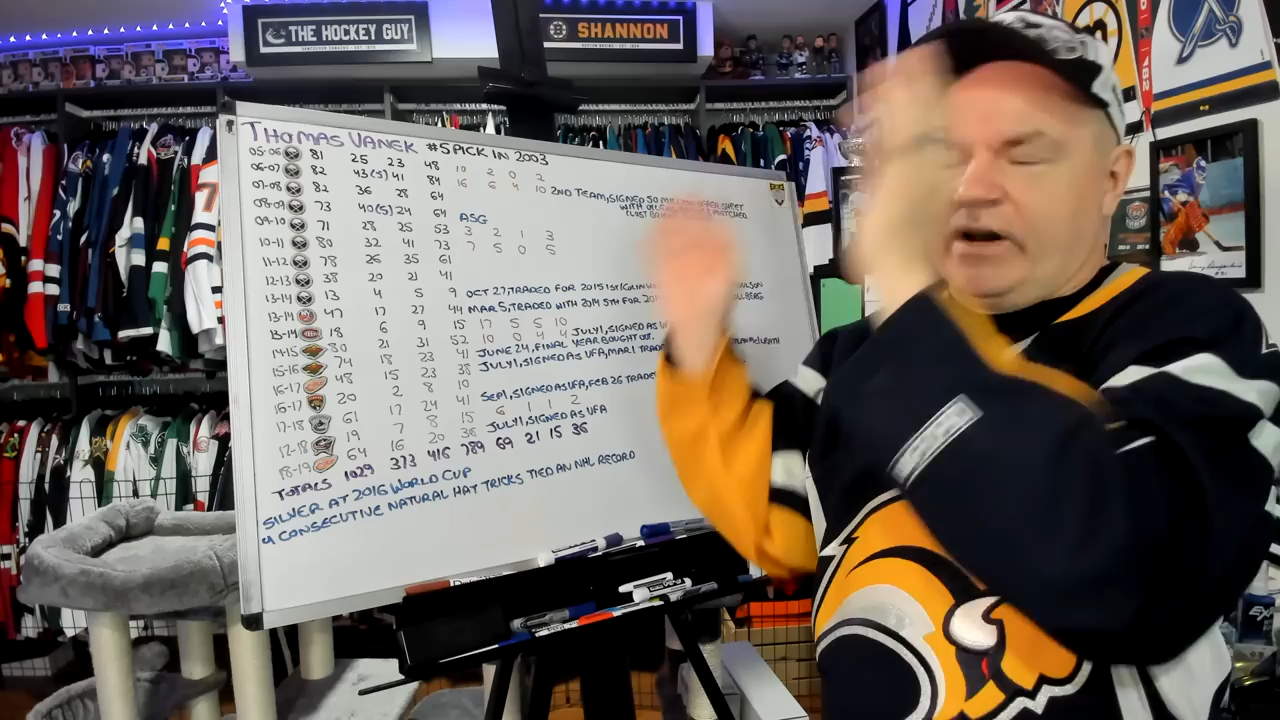 THE HOCKEY GUY
SHANNON
THOMAS VANEK #5 PICK IN 2003
05-06 81 25 23 48 10 2 0 2
06-07 82 43(5) 41 84 16 6 4 10 2ND TEAM, SIGNED 50 MILLION OFFER SHEET
WITH
MATCHED
07-08 82 36 28 64
08-09 73 40(5) 24 64 ASG
09-10 71 28 25 53 3 2 1 3
10-11 80 32 41 73 7 5 0 5
11-12 78 26 35 61
12-13 38 20 21 41
13-14 13 4 5 9 OCT 27, TRADED FOR 2015 1ST
13-14 47 17 27 44 MAR 5, TRADED WITH 2014 5TH FOR
13-14 18 6 9 15 17 5 5 10
14-15 80 21 31 52 10 0 4 4 JULY 1, SIGNED AS
15-16 74 18 23 41 JUNE 24, FINAL YEAR BOUGHT OUT.
16-17 48 15 23 38 JULY 1, SIGNED AS UFA, MAR 1 TRADE
16-17 20 2 8 10
17-18 61 17 24 41 SEP 1, SIGNED AS UFA, FEB 26 TRADE
17-18 19 7 8 15 6 1 1 2
18-19 64 16 20 36 JULY 1, SIGNED AS UFA
TOTALS 1029 373 416 789 69 21 15 36
SILVER AT 2016 WORLD CUP
4 CONSECUTIVE NATURAL HAT TRICKS TIED AN NHL RECORD